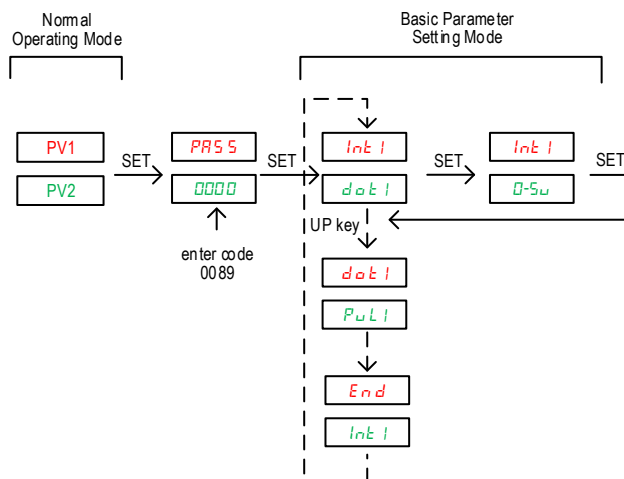 Normal
Operating Mode
Basic Parameter
Setting Mode
PV1
PV2
SET
PASS
0000
SET
enter code
0089
Int1
dot1
SET
Int1
0-5u
SET
UP key
dot1
PuL1
End
Int1